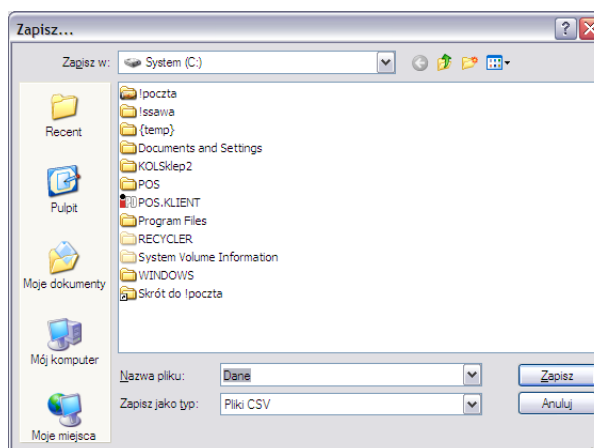 Zapisz...
Zapisz w:
System (C:)
!poczta
!ssawa
{temp}
Documents and Settings
KOLSklep2
POS
POS.KLIENT
Program Files
RECYCLER
System Volume Information
WINDOWS
Skrót do !poczta
Recent
Pulpit
Moje dokumenty
Mój komputer
Moje miejsca
Nazwa pliku:
Dane
Zapisz
Zapisz jako typ:
Pliki CSV
Anuluj